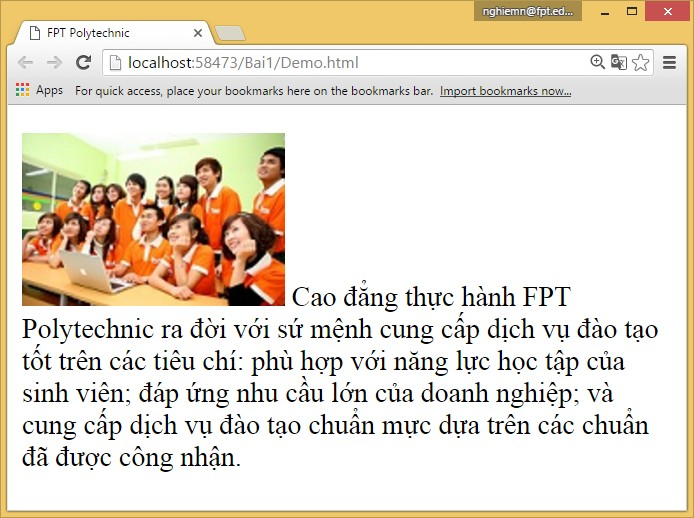 nghiemn@fpt.ed...
FPT Polytechnic
localhost:58473/Bai1/Demo.html
Apps For quick access, place your bookmarks here on the bookmarks bar. Import bookmarks now...
Cao đẳng thực hành FPT
Polytechnic ra đời với sứ mệnh cung cấp dịch vụ đào tạo
tốt trên các tiêu chí: phù hợp với năng lực học tập của
sinh viên; đáp ứng nhu cầu lớn của doanh nghiệp; và
cung cấp dịch vụ đào tạo chuẩn mực dựa trên các chuẩn
đã được công nhận.